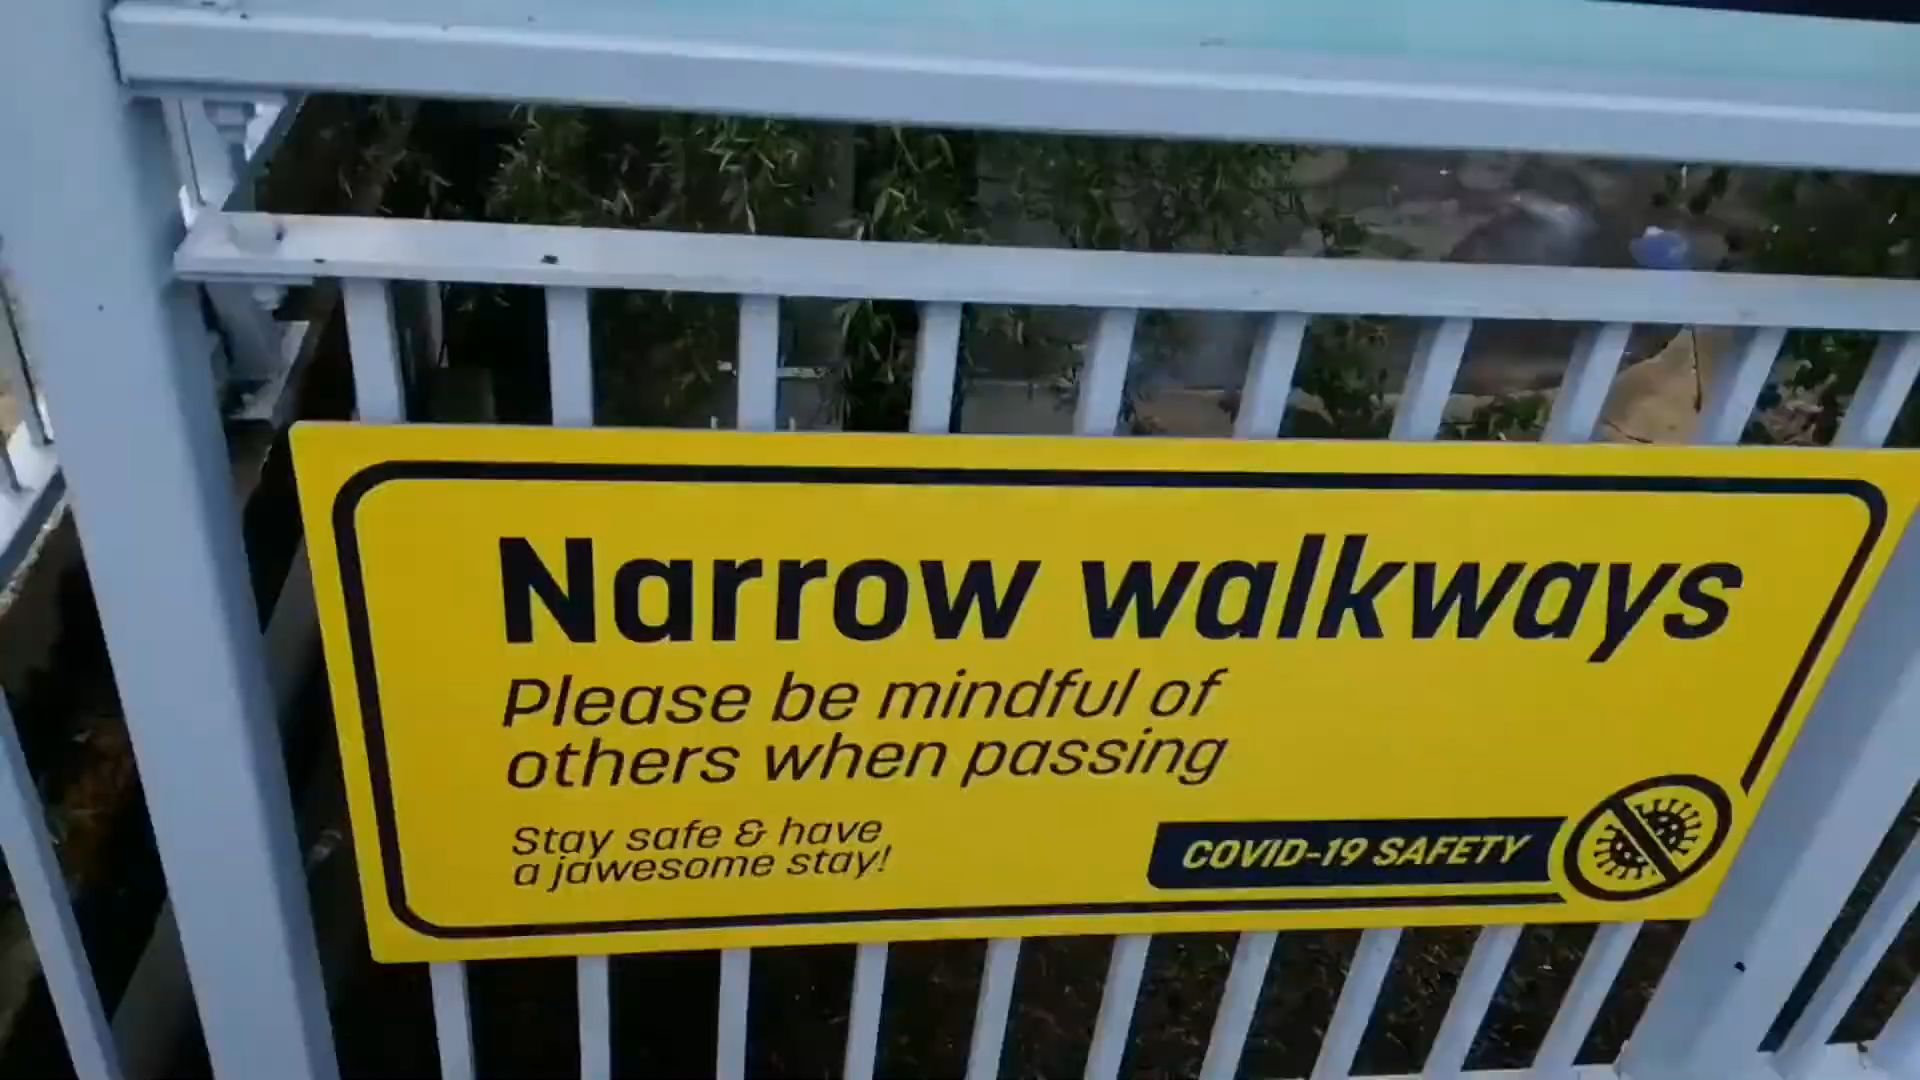 Narrow walkways
Please be mindful of
others when passing
Stay safe & have
a jawesome stay!
COVID-19 SAFETY